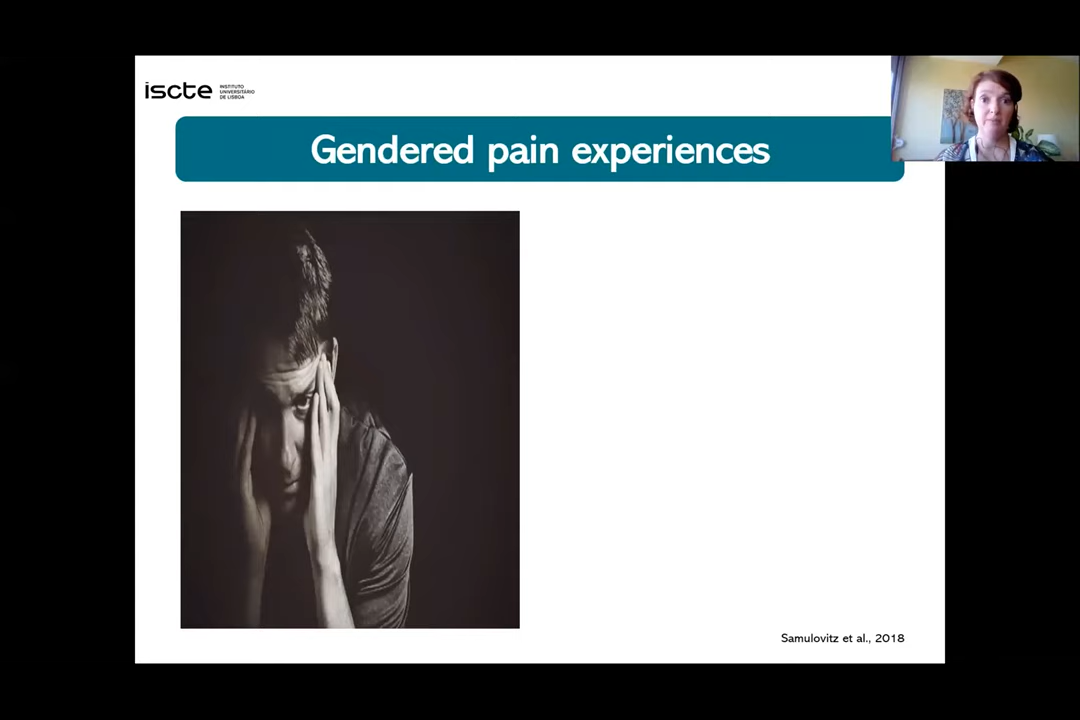 iscte
INSTITUTO
UNIVERSITÁRIO
DE LISBOA
Gendered pain experiences
Samulovitz et al., 2018